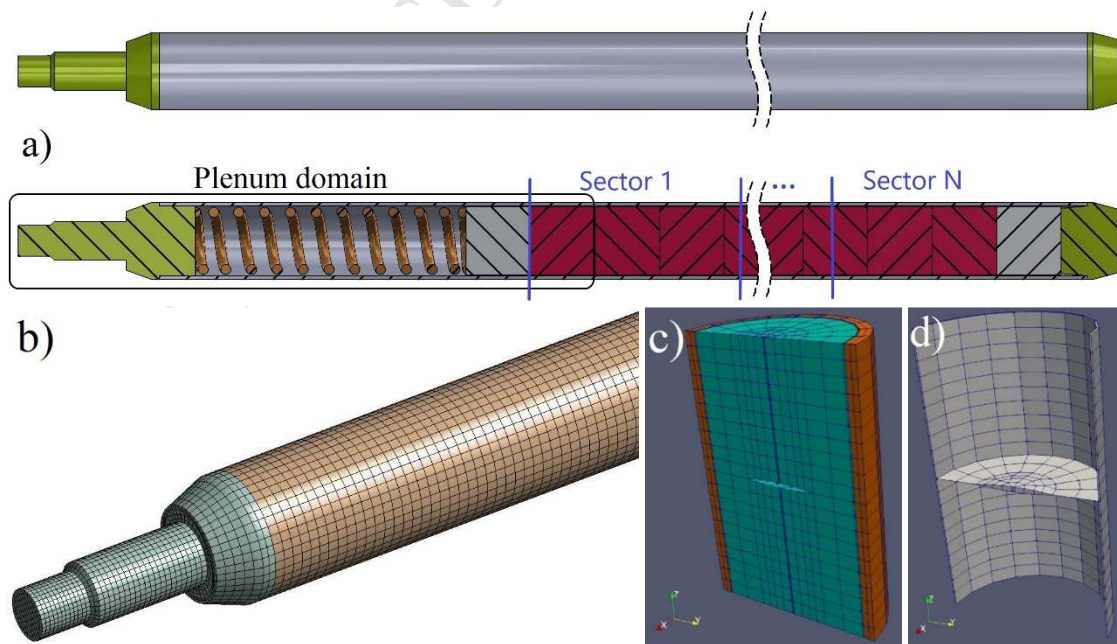 a)
Plenum domain
Sector 1
...
Sector N
b)
c)
d)
z
x
y
z
x
y